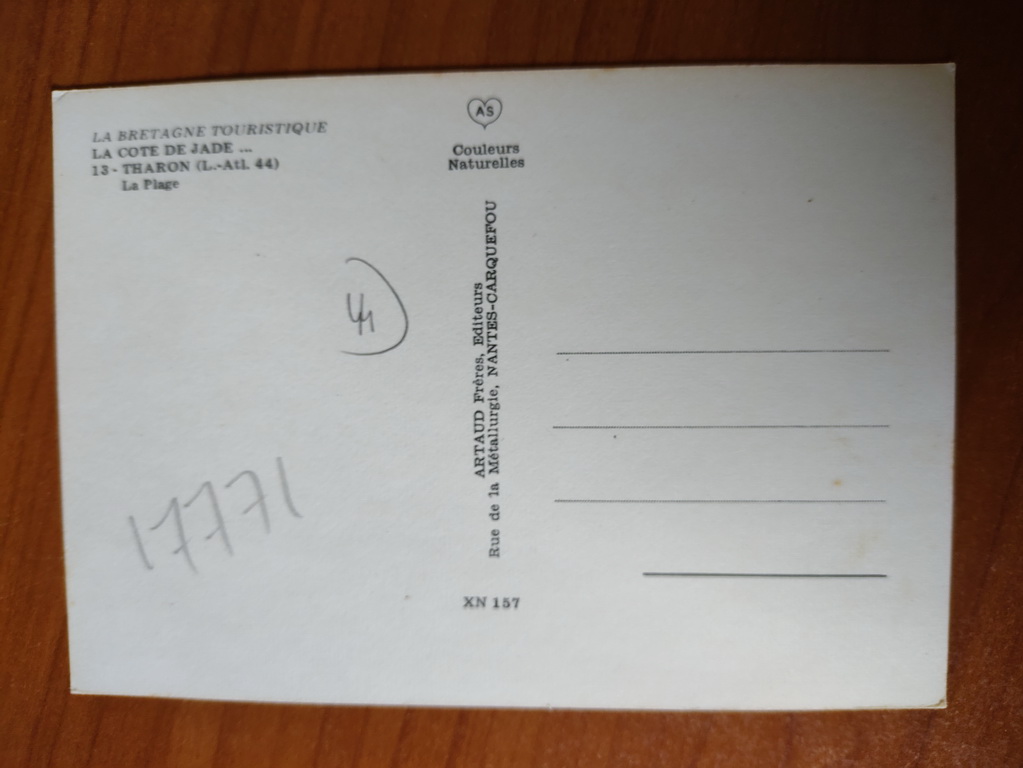 LA BRETAGNE TOURISTIQUE
LA COTE DE JADE ...
13 - THARON (L.-Atl. 44)
La Plage
44
17771
AS
Couleurs
Naturelles
ARTAUD Frères, Editeurs
Rue de la Métallurgie, NANTES-CARQUEFOU
XN 157